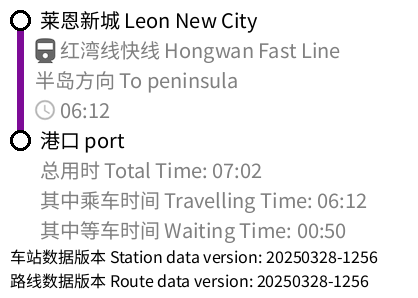 莱恩新城 Leon New City
红湾线快线 Hongwan Fast Line
半岛方向 To peninsula
06:12
港口 port
总用时 Total Time: 07:02
其中乘车时间 Travelling Time: 06:12
其中等车时间 Waiting Time: 00:50
车站数据版本 Station data version: 20250328-1256
路线数据版本 Route data version: 20250328-1256